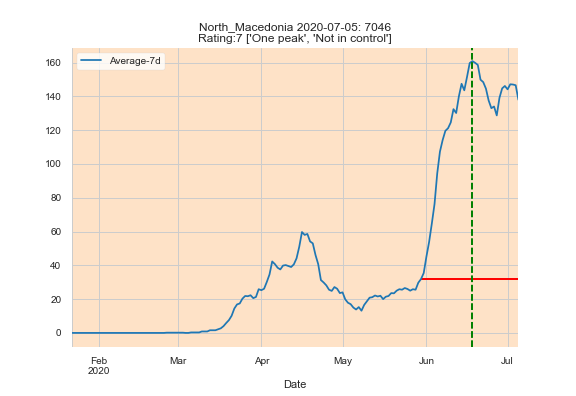 North_Macedonia 2020-07-05: 7046
Rating:7 ['One peak', 'Not in control']
Average-7d
160
140
120
100
80
60
40
20
0
Feb
2020
Mar
Apr
May
Jun
Jul
Date